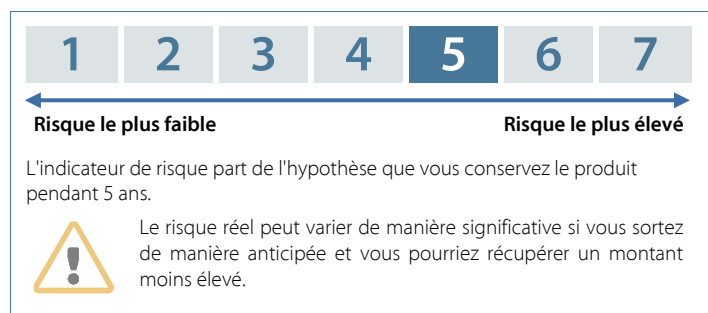 1 2 3 4 5 6 7
Risque le plus faible Risque le plus élevé
L'indicateur de risque part de l'hypothèse que vous conservez le produit
pendant 5 ans.
Le risque réel peut varier de manière significative si vous sortez
de manière anticipée et vous pourriez récupérer un montant
moins élevé.